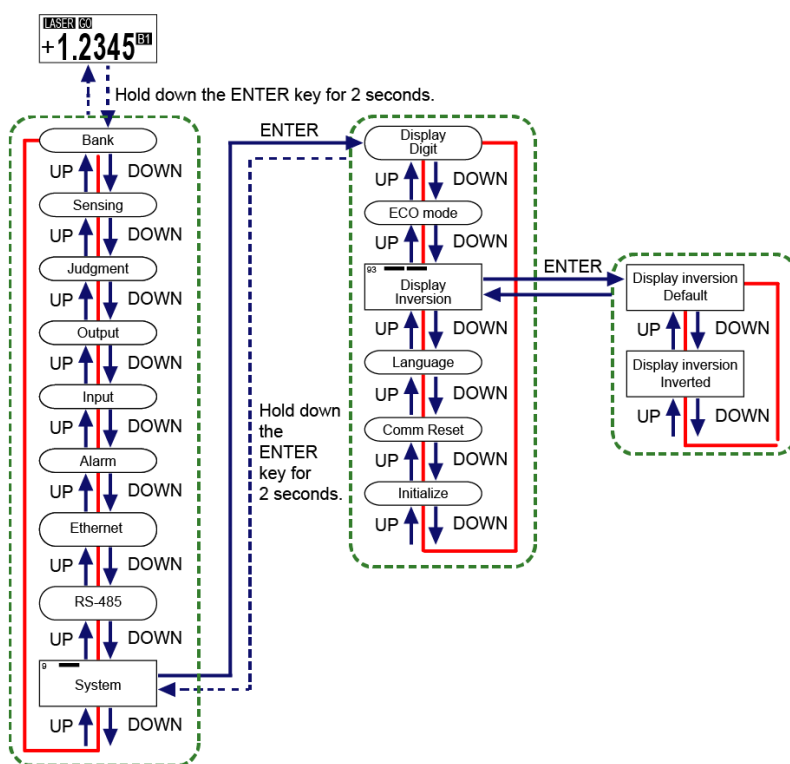 LASER GO
+1.2345 B1
Hold down the ENTER key for 2 seconds.
Bank
UP DOWN
Sensing
UP DOWN
Judgment
UP DOWN
Output
UP DOWN
Input
UP DOWN
Alarm
UP DOWN
Ethernet
UP DOWN
RS-485
UP DOWN
9
System
UP DOWN
ENTER
Hold down
the
ENTER
key for
2 seconds.
Display
Digit
UP DOWN
ECO mode
UP DOWN
93
Display
Inversion
UP DOWN
Language
UP DOWN
Comm Reset
UP DOWN
Initialize
UP DOWN
ENTER
Display inversion
Default
UP DOWN
Display inversion
Inverted
UP DOWN